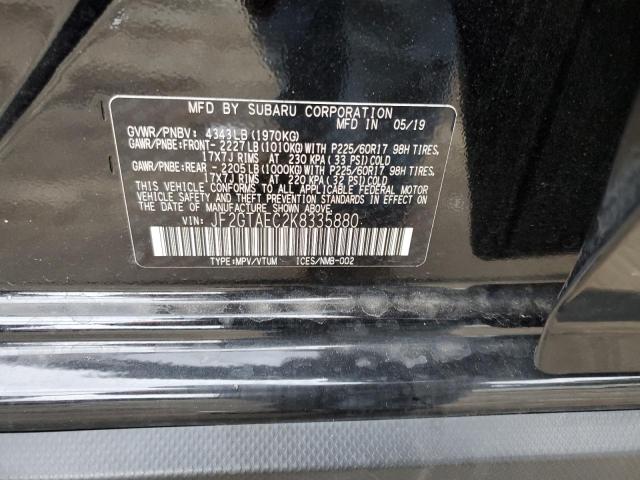 MFD BY SUBARU CORPORATION
GVWR/PNBV: 4343LB (1970KG) MFD IN 05/19
GAWR/PNBE:FRONT- 2227LB(1010KG)WITH P225/60R17 98H TIRES,
17X7J RIMS AT 230 KPA(33 PSI)COLD
GAWR/PNBE:REAR - 2205LB(1000KG)WITH P225/60R17 98H TIRES,
17X7J RIMS AT 220 KPA(32 PSI)COLD
THIS VEHICLE CONFORMS TO ALL APPLICABLE FEDERAL MOTOR
VEHICLE SAFETY AND THEFT PREVENTION STANDARDS IN EFFECT
ON THE DATE OF MANUFACTURE SHOWN ABOVE.
VIN: JF2GTAEC2K8335880
TYPE:MPV/VTUM ICES/NMB-002